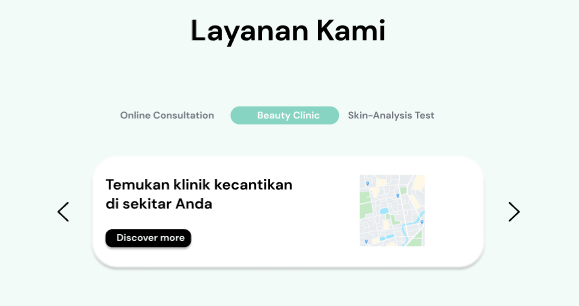 Layanan Kami
Online Consultation
Beauty Clinic
Skin-Analysis Test
Temukan klinik kecantikan
di sekitar Anda
Discover more